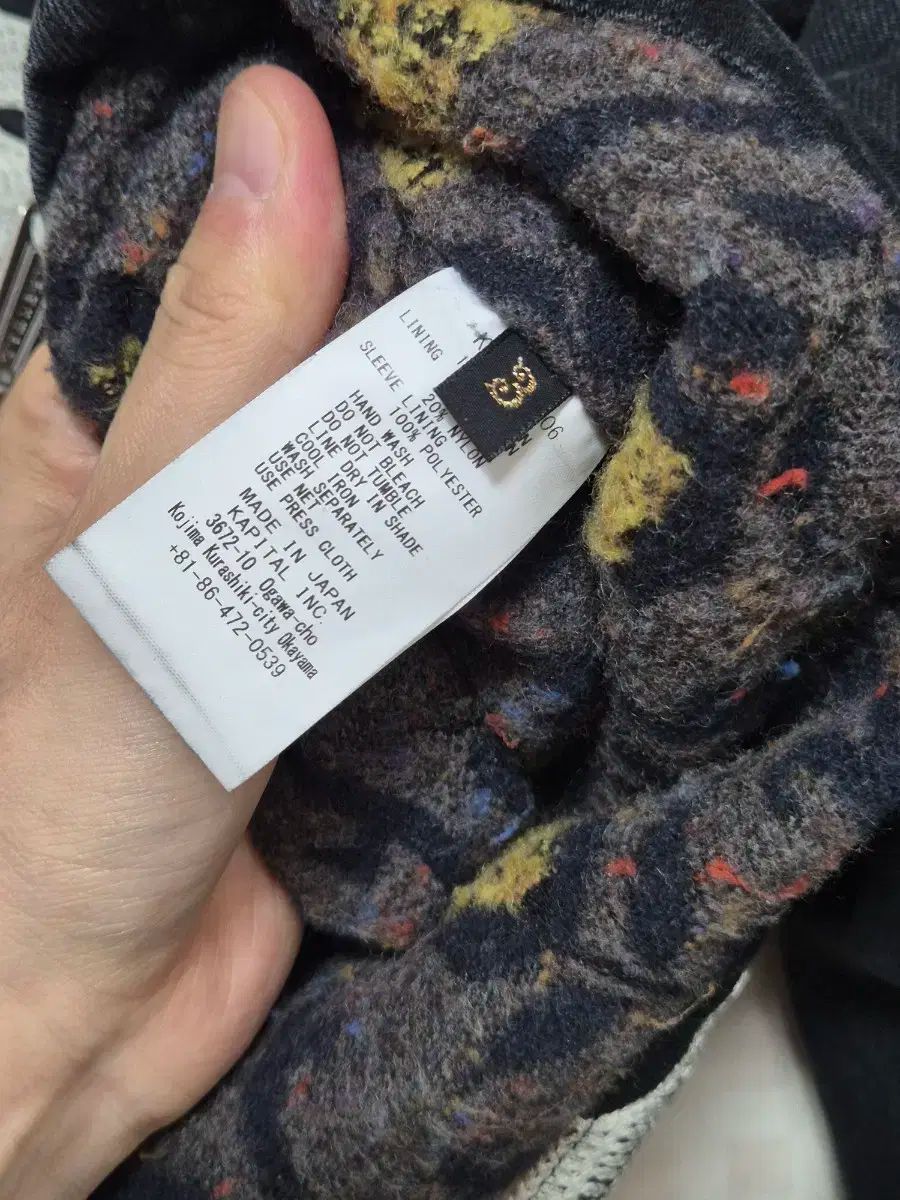 LINING
SLEEVE LINING
20% NYLON
100% POLYESTER
HAND WASH
DO NOT BLEACH
DO NOT TUMBLE
LINE DRY IN SHADE
COOL IRON
WASH SEPARATELY
USE NET
USE PRESS CLOTH
MADE IN JAPAN
KAPITAL INC.
3672-10 Ogawa-cho
Kojima Kurashiki-city Okayama
+81-86-472-0539